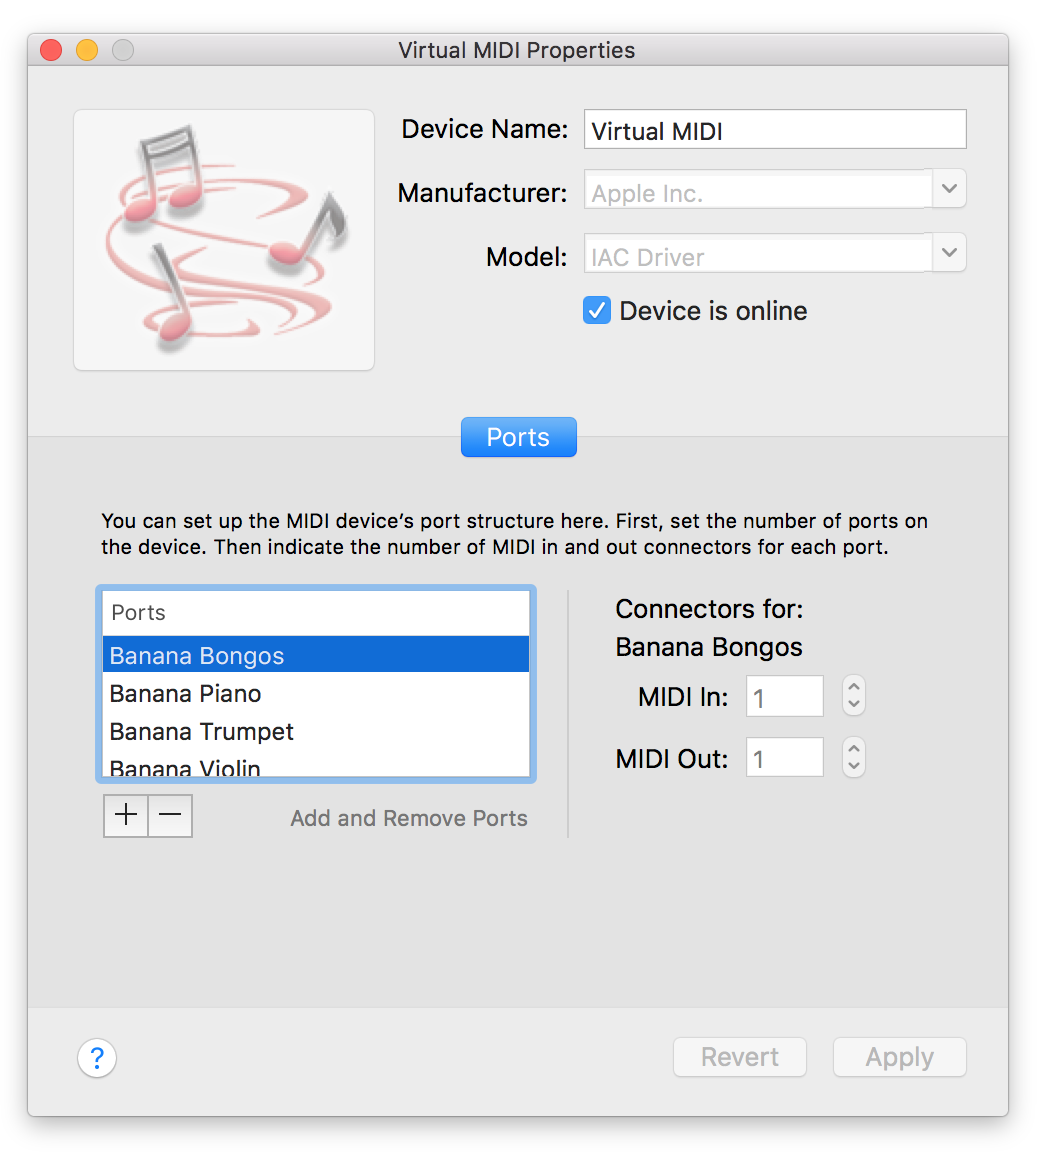 Virtual MIDI Properties
Device Name: Virtual MIDI
Manufacturer: Apple Inc.
Model: IAC Driver
Device is online
Ports
You can set up the MIDI device’s port structure here. First, set the number of ports on
the device. Then indicate the number of MIDI in and out connectors for each port.
Ports
Banana Bongos
Banana Piano
Banana Trumpet
Banana Violin
+ −
Add and Remove Ports
Connectors for:
Banana Bongos
MIDI In: 1
MIDI Out: 1
?
Revert
Apply